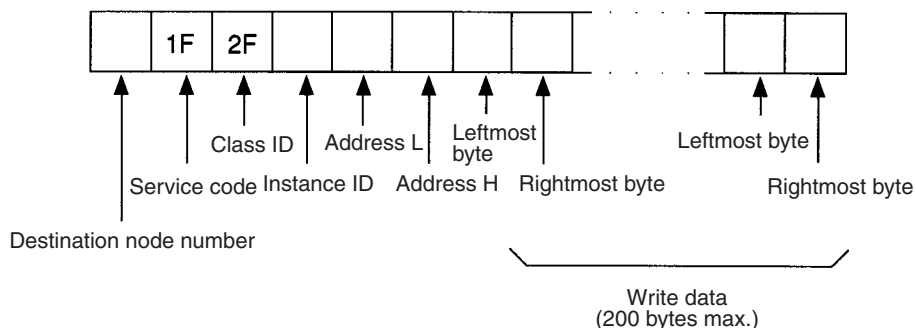 1F 2F
Class ID Address L Leftmost byte Leftmost byte
Service code Instance ID Address H Rightmost byte Rightmost byte
Destination node number
Write data
(200 bytes max.)